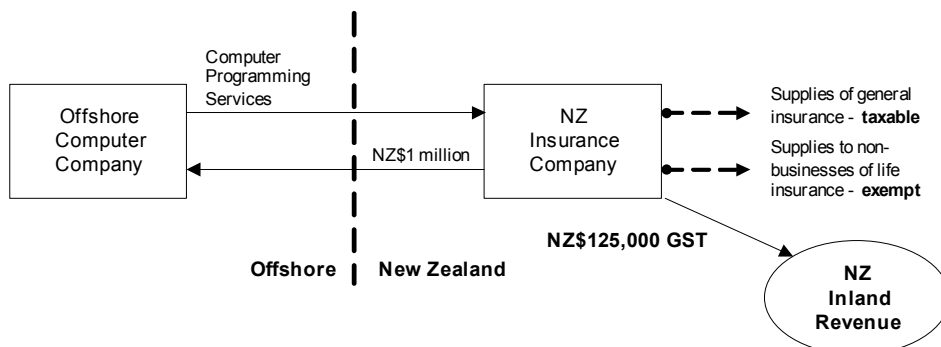 Computer
Programming
Services
Offshore
Computer
Company
NZ$1 million
NZ
Insurance
Company
Supplies of general
insurance - taxable
Supplies to non-
businesses of life
insurance - exempt
NZ$125,000 GST
Offshore
New Zealand
NZ
Inland
Revenue